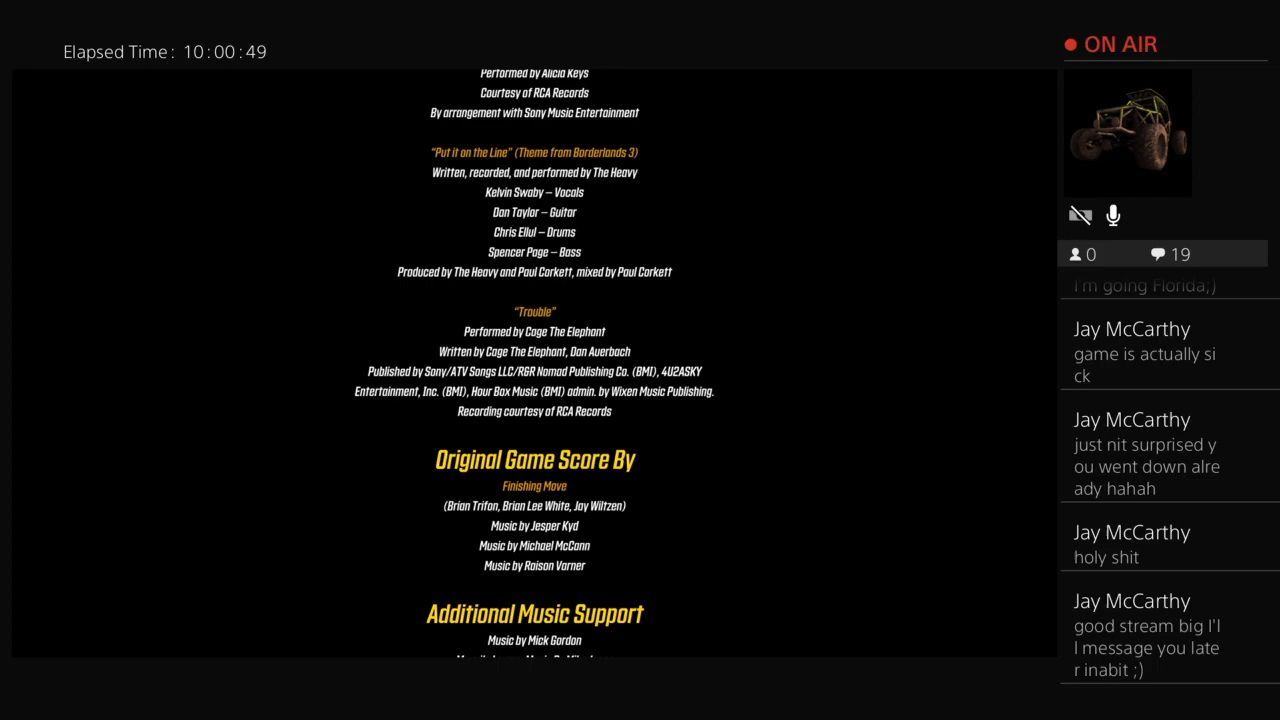 Elapsed Time: 10:00:49
ON AIR
Performed by Alicia Keys
Courtesy of RCA Records
By arrangement with Sony Music Entertainment
"Put it on the Line" (Theme from Borderlands 3)
Written, recorded, and performed by The Heavy
Kelvin Swaby – Vocals
Dan Taylor – Guitar
Chris Ellul – Drums
Spencer Page – Bass
Produced by The Heavy and Paul Corkett, mixed by Paul Corkett
"Trouble"
Performed by Cage The Elephant
Written by Cage The Elephant, Dan Auerbach
Published by Sony/ATV Songs LLC/R&R Nomad Publishing Co. (BMI), 4U2ASKY
Entertainment, Inc. (BMI), Hour Box Music (BMI) admin. by Wixen Music Publishing.
Recording courtesy of RCA Records
Original Game Score By
Finishing Move
(Brian Trifon, Brian Lee White, Jay Wiltzen)
Music by Jesper Kyd
Music by Michael McCann
Music by Raison Varner
Additional Music Support
Music by Mick Gordon
0
19
I'm going Florida;)
Jay McCarthy
game is actually si
ck
Jay McCarthy
just nit surprised y
ou went down alre
ady hahah
Jay McCarthy
holy shit
Jay McCarthy
good stream big I'l
l message you late
r inabit ;)